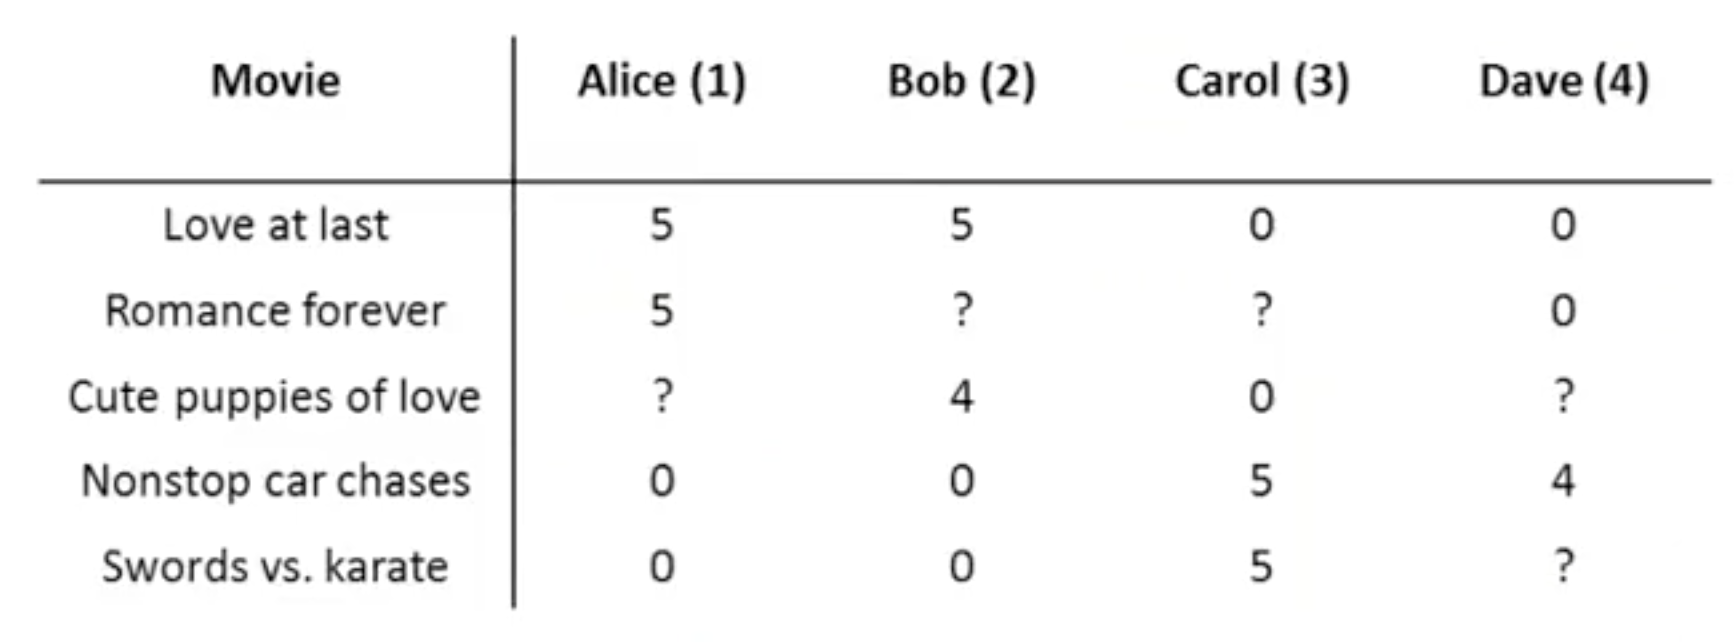 Movie Alice (1) Bob (2) Carol (3) Dave (4)
Love at last 5 5 0 0
Romance forever 5 ? ? 0
Cute puppies of love ? 4 0 ?
Nonstop car chases 0 0 5 4
Swords vs. karate 0 0 5 ?